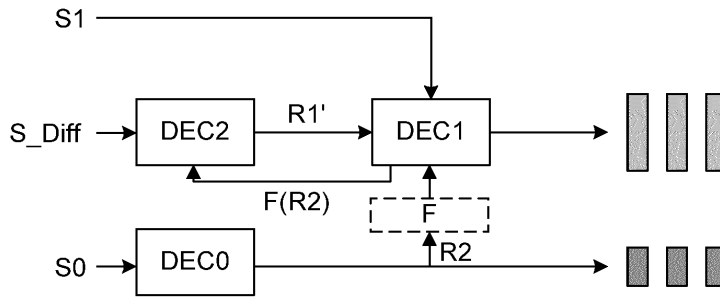 S1
S_Diff
DEC2
R1'
DEC1
F(R2)
F
R2
S0
DEC0